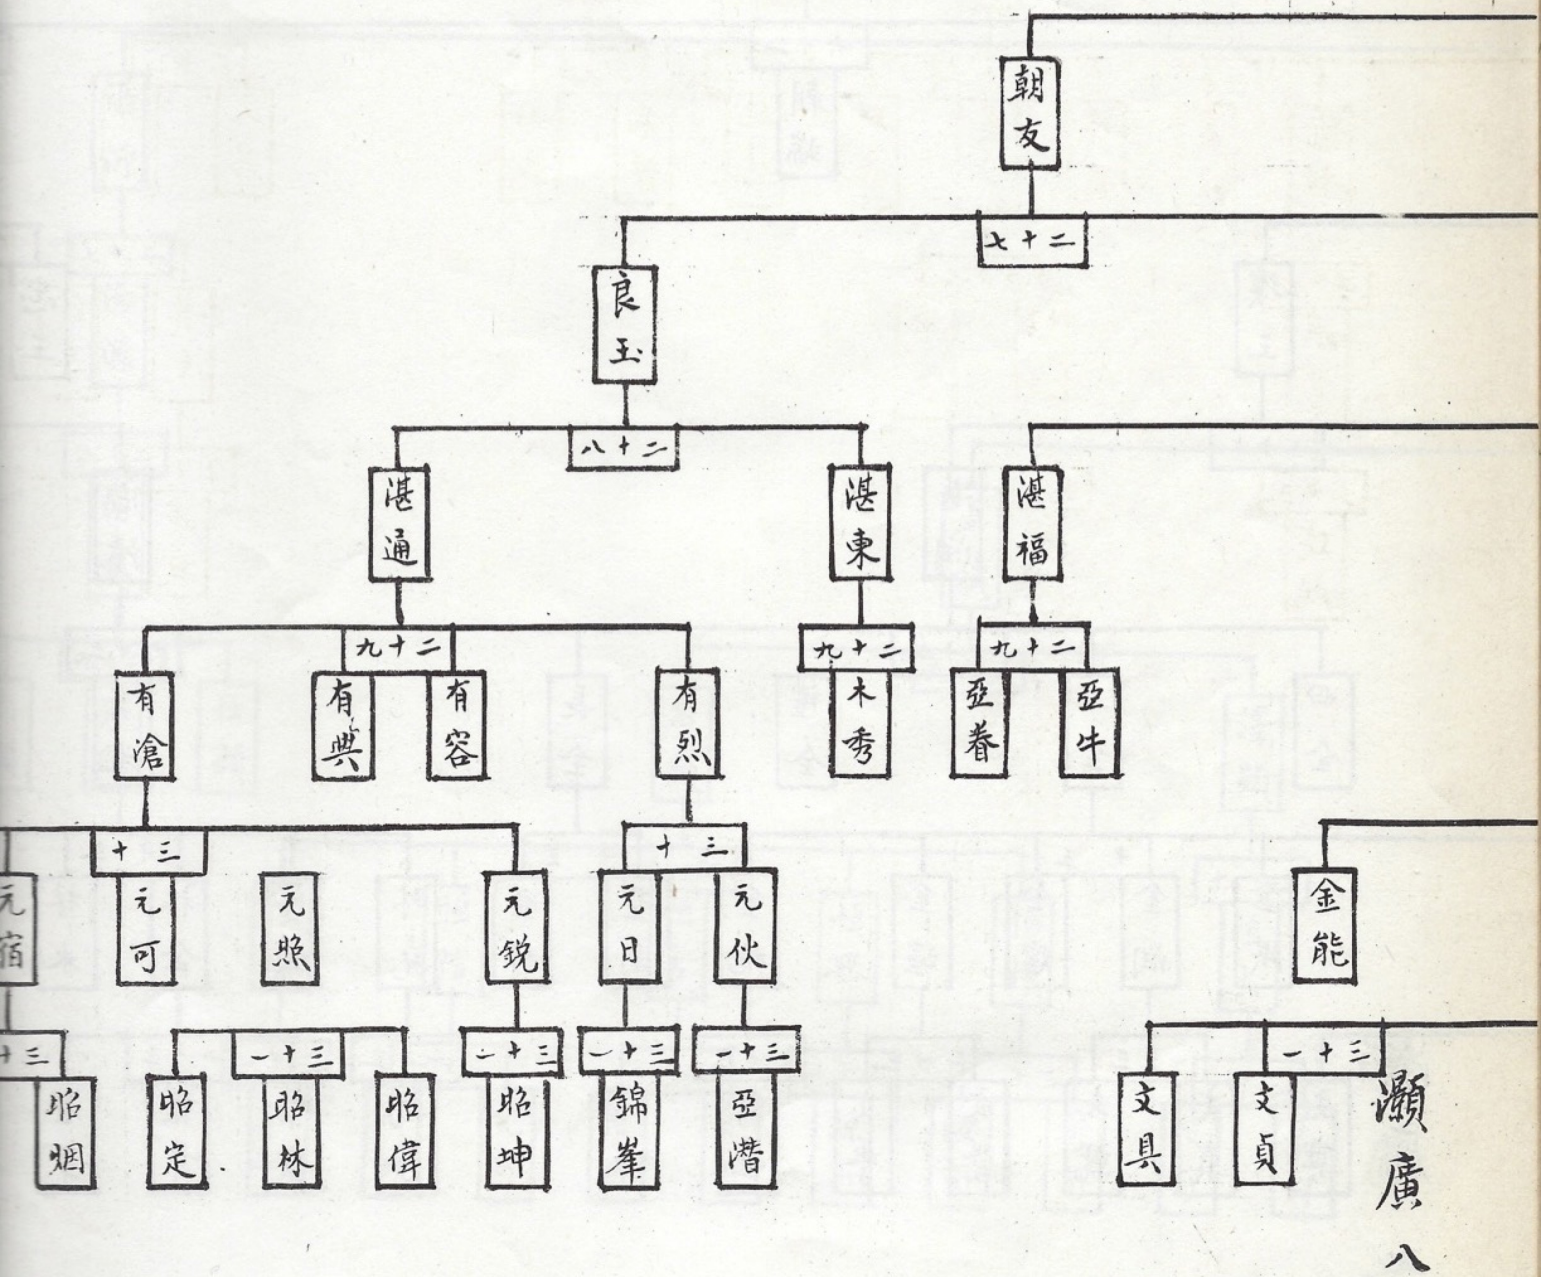 朝友
二十七
良玉
二十八
湛福
湛東
湛通
二十九
二十九
二十九
亞牛
亞眷
木秀
有烈
有容
有典
有滄
三十
三十
金能
元伙
元日
元銳
元照
元可
元宿
三十一
三十一
三十一
三十一
三十一
三十
文貞
文具
亞潛
錦峯
昭坤
昭偉
昭林
昭定
昭烟
灝廣八